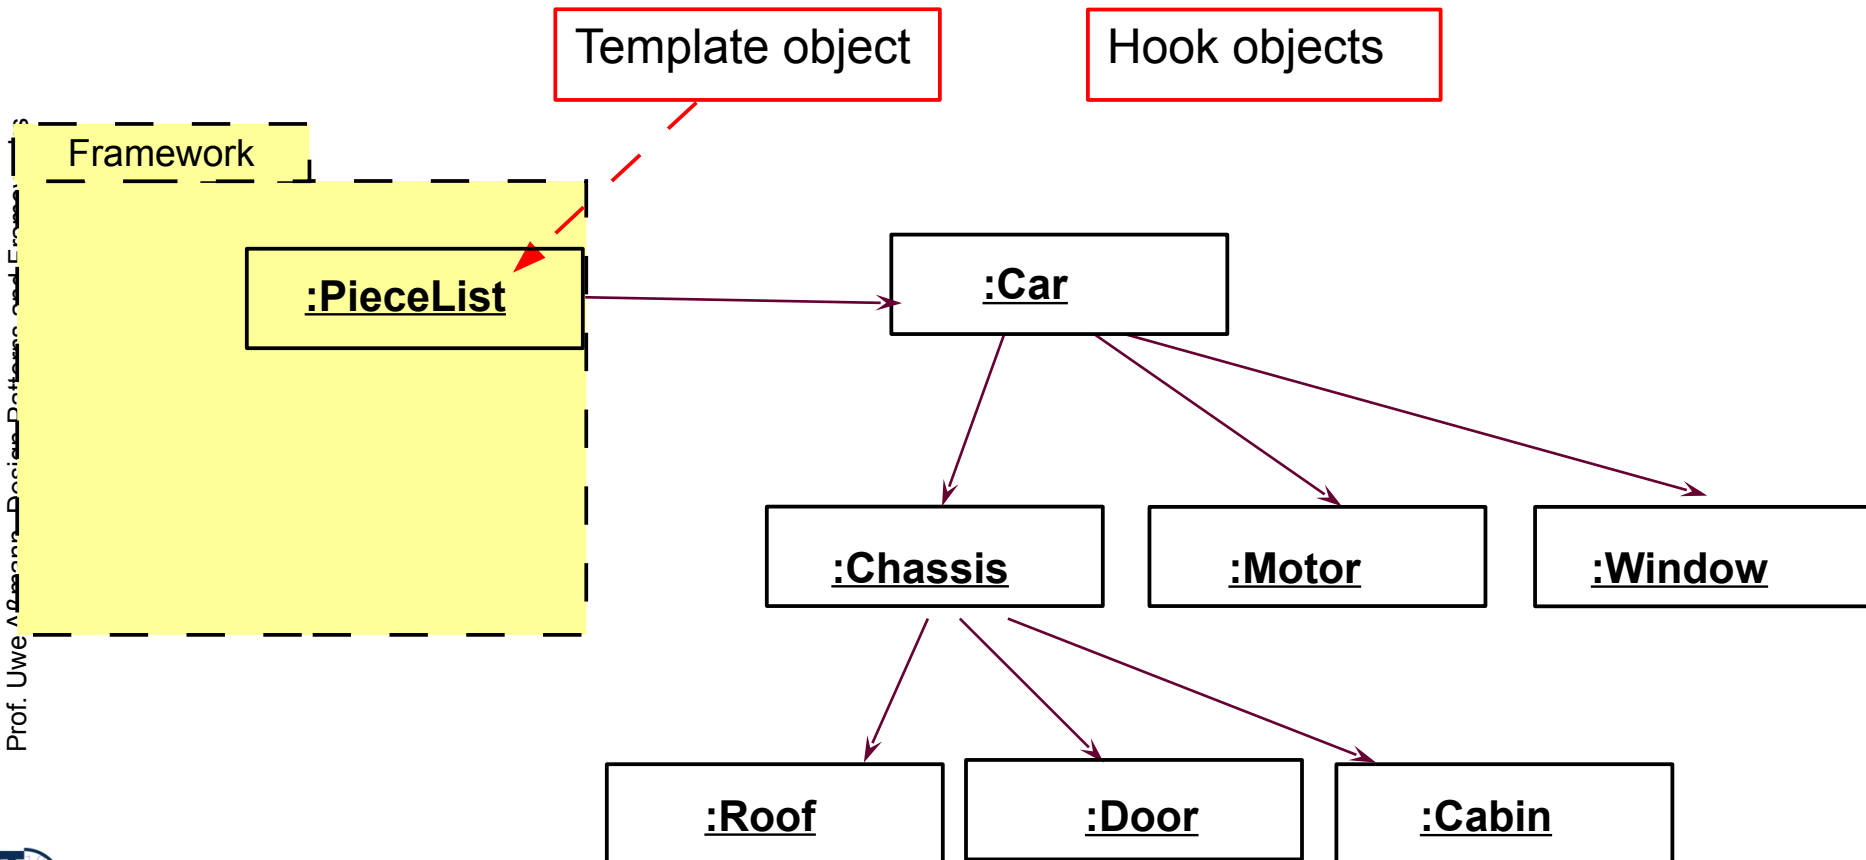 Template object
Hook objects
Framework
:PieceList
:Car
:Chassis
:Motor
:Window
:Roof
:Door
:Cabin
Prof. Uwe